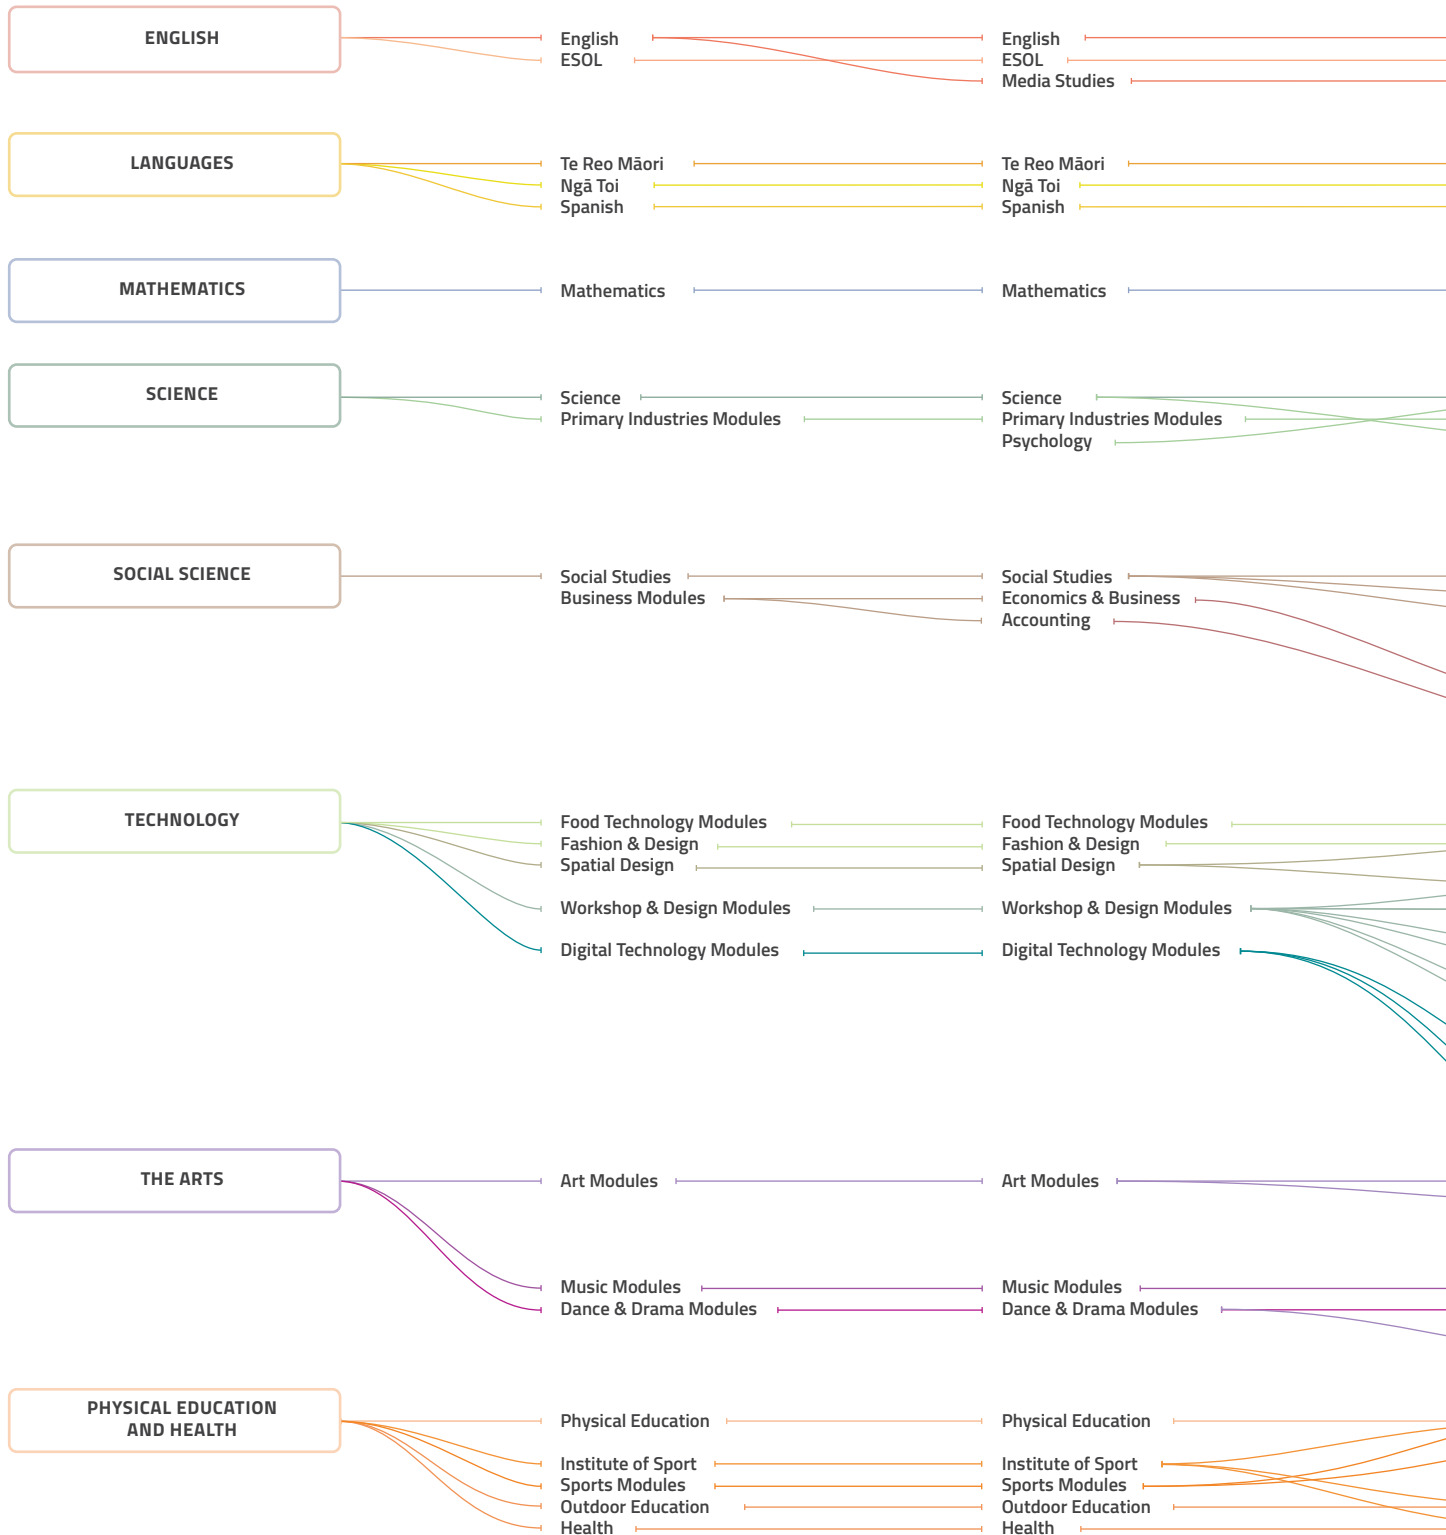 ENGLISH
English
English
ESOL
ESOL
Media Studies
LANGUAGES
Te Reo Māori
Te Reo Māori
Ngā Toi
Ngā Toi
Spanish
Spanish
MATHEMATICS
Mathematics
Mathematics
SCIENCE
Science
Science
Primary Industries Modules
Primary Industries Modules
Psychology
SOCIAL SCIENCE
Social Studies
Social Studies
Business Modules
Economics & Business
Accounting
TECHNOLOGY
Food Technology Modules
Food Technology Modules
Fashion & Design
Fashion & Design
Spatial Design
Spatial Design
Workshop & Design Modules
Workshop & Design Modules
Digital Technology Modules
Digital Technology Modules
THE ARTS
Art Modules
Art Modules
Music Modules
Music Modules
Dance & Drama Modules
Dance & Drama Modules
PHYSICAL EDUCATION
AND HEALTH
Physical Education
Physical Education
Institute of Sport
Institute of Sport
Sports Modules
Sports Modules
Outdoor Education
Outdoor Education
Health
Health